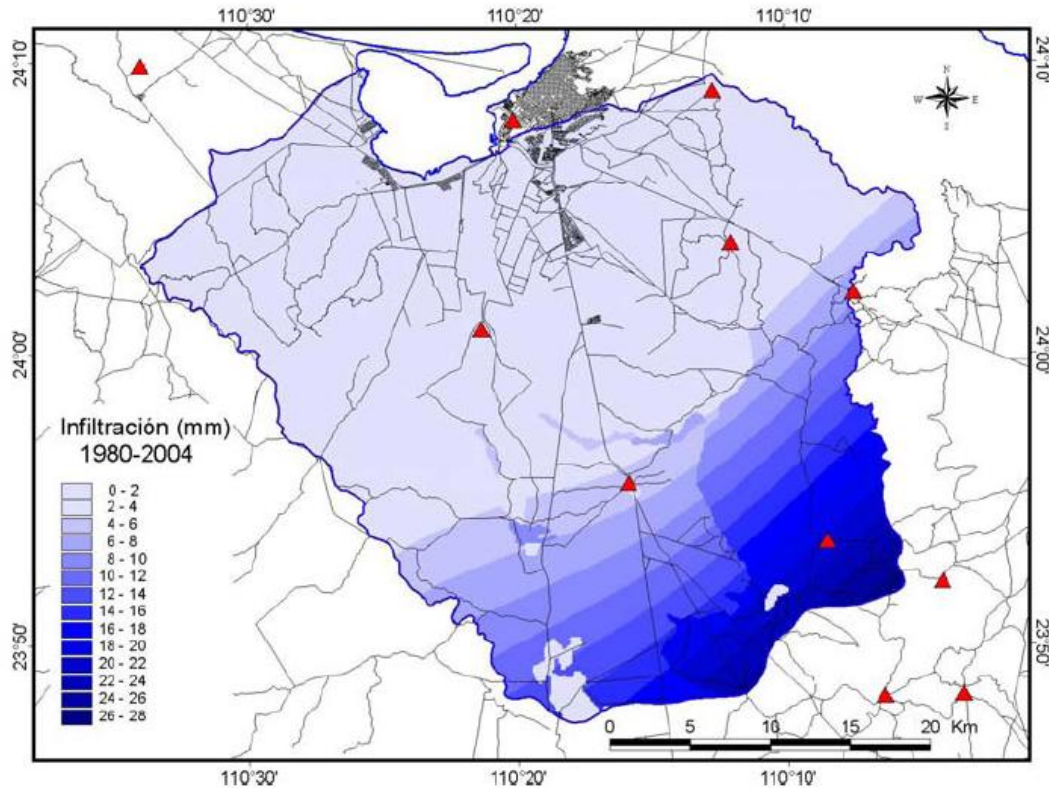 110°30' 110°20' 110°10'
24°10' 24°10'
N
W E
S
24°00' 24°00'
Infiltración (mm)
1980-2004
0 - 2
2 - 4
4 - 6
6 - 8
8 - 10
10 - 12
12 - 14
14 - 16
16 - 18
18 - 20
20 - 22
22 - 24
24 - 26
26 - 28
23°50' 23°50'
0 5 10 15 20 Km
110°30' 110°20' 110°10'